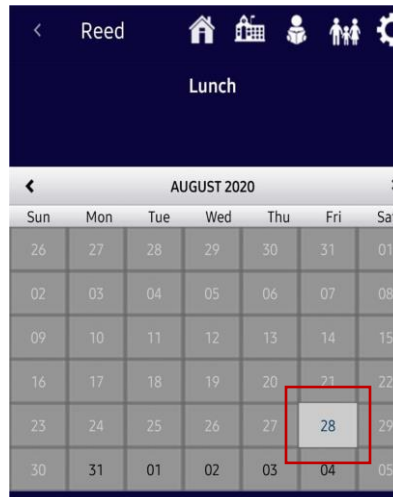 Reed
Lunch
AUGUST 2020
Sun Mon Tue Wed Thu Fri Sat
26 27 28 29 30 31 01
02 03 04 05 06 07 08
09 10 11 12 13 14 15
16 17 18 19 20 21 22
23 24 25 26 27 28 29
30 31 01 02 03 04 05